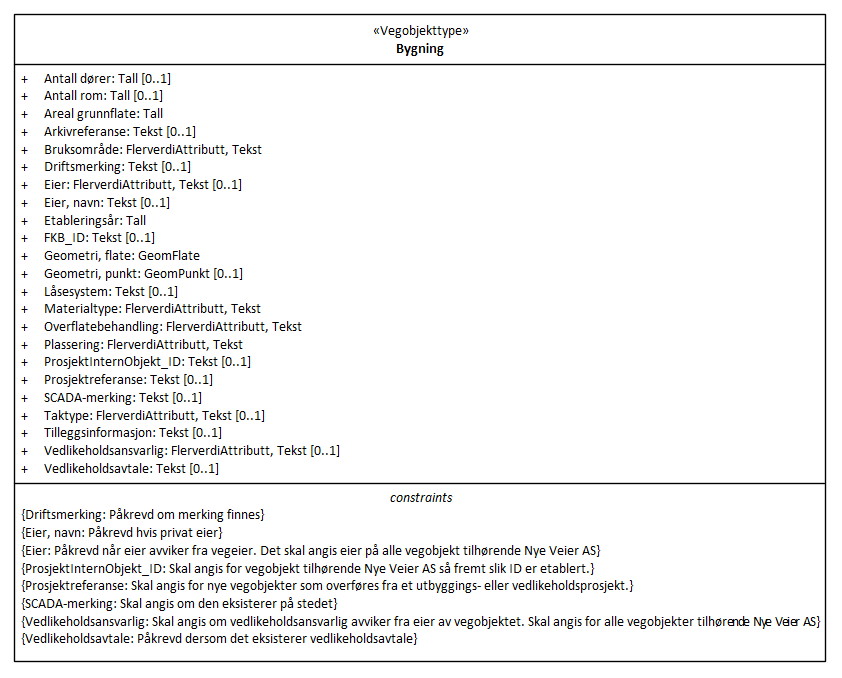 «Vegobjekttype»
Bygning
+ Antall dører: Tall [0..1]
+ Antall rom: Tall [0..1]
+ Areal grunnflate: Tall
+ Arkivreferanse: Tekst [0..1]
+ Bruksområde: FlerverdiAttributt, Tekst
+ Driftsmerking: Tekst [0..1]
+ Eier: FlerverdiAttributt, Tekst [0..1]
+ Eier, navn: Tekst [0..1]
+ Etableringsår: Tall
+ FKB_ID: Tekst [0..1]
+ Geometri, flate: GeomFlate
+ Geometri, punkt: GeomPunkt [0..1]
+ Låsesystem: Tekst [0..1]
+ Materialtype: FlerverdiAttributt, Tekst
+ Overflatebehandling: FlerverdiAttributt, Tekst
+ Plassering: FlerverdiAttributt, Tekst
+ ProsjektInternObjekt_ID: Tekst [0..1]
+ Prosjektreferanse: Tekst [0..1]
+ SCADA-merking: Tekst [0..1]
+ Taktype: FlerverdiAttributt, Tekst [0..1]
+ Tilleggsinformasjon: Tekst [0..1]
+ Vedlikeholdsansvarlig: FlerverdiAttributt, Tekst [0..1]
+ Vedlikeholdsavtale: Tekst [0..1]
constraints
{Driftsmerking: Påkrevd om merking finnes}
{Eier, navn: Påkrevd hvis privat eier}
{Eier: Påkrevd når eier avviker fra vegeier. Det skal angis eier på alle vegobjekt tilhørende Nye Veier AS}
{ProsjektInternObjekt_ID: Skal angis for vegobjekt tilhørende Nye Veier AS så fremt slik ID er etablert.}
{Prosjektreferanse: Skal angis for nye vegobjekter som overføres fra et utbyggings- eller vedlikeholdsprosjekt.}
{SCADA-merking: Skal angis om den eksisterer på stedet}
{Vedlikeholdsansvarlig: Skal angis om vedlikeholdsansvarlig avviker fra eier av vegobjektet. Skal angis for alle vegobjekter tilhørende Nye Veier AS}
{Vedlikeholdsavtale: Påkrevd dersom det eksisterer vedlikeholdsavtale}